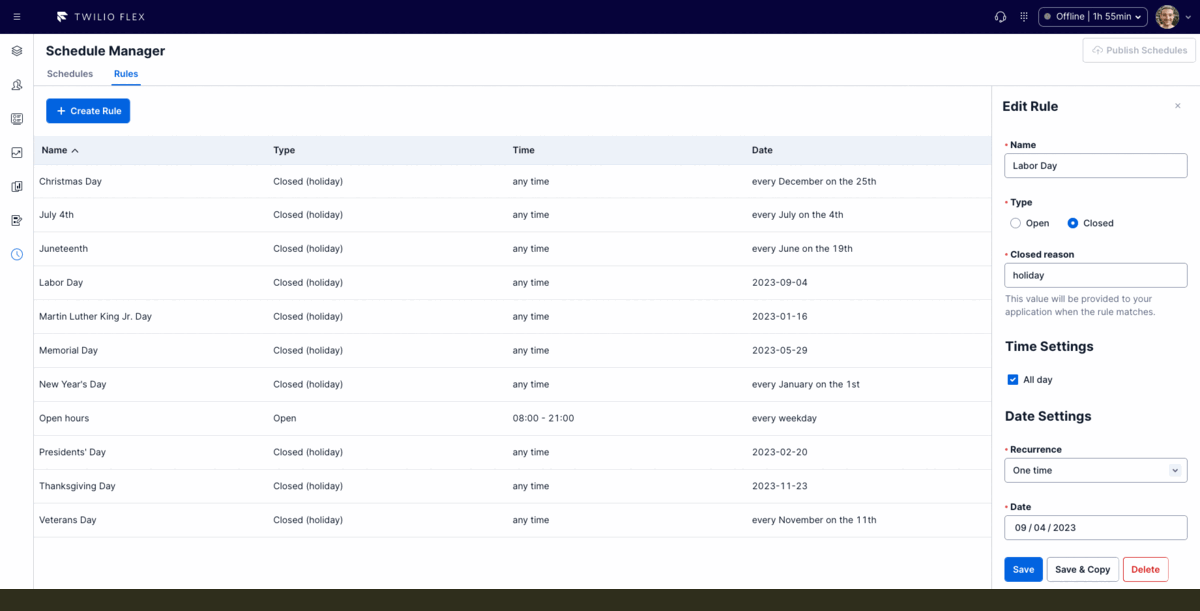 TWILIO FLEX
Offline | 1h 55min
Schedule Manager
Publish Schedules
Schedules Rules
+ Create Rule
Name Type Time Date
Christmas Day Closed (holiday) any time every December on the 25th
July 4th Closed (holiday) any time every July on the 4th
Juneteenth Closed (holiday) any time every June on the 19th
Labor Day Closed (holiday) any time 2023-09-04
Martin Luther King Jr. Day Closed (holiday) any time 2023-01-16
Memorial Day Closed (holiday) any time 2023-05-29
New Year's Day Closed (holiday) any time every January on the 1st
Open hours Open 08:00 - 21:00 every weekday
Presidents' Day Closed (holiday) any time 2023-02-20
Thanksgiving Day Closed (holiday) any time 2023-11-23
Veterans Day Closed (holiday) any time every November on the 11th
Edit Rule
Name
Labor Day
Type
Open Closed
Closed reason
holiday
This value will be provided to your
application when the rule matches.
Time Settings
All day
Date Settings
Recurrence
One time
Date
09 / 04 / 2023
Save Save & Copy Delete